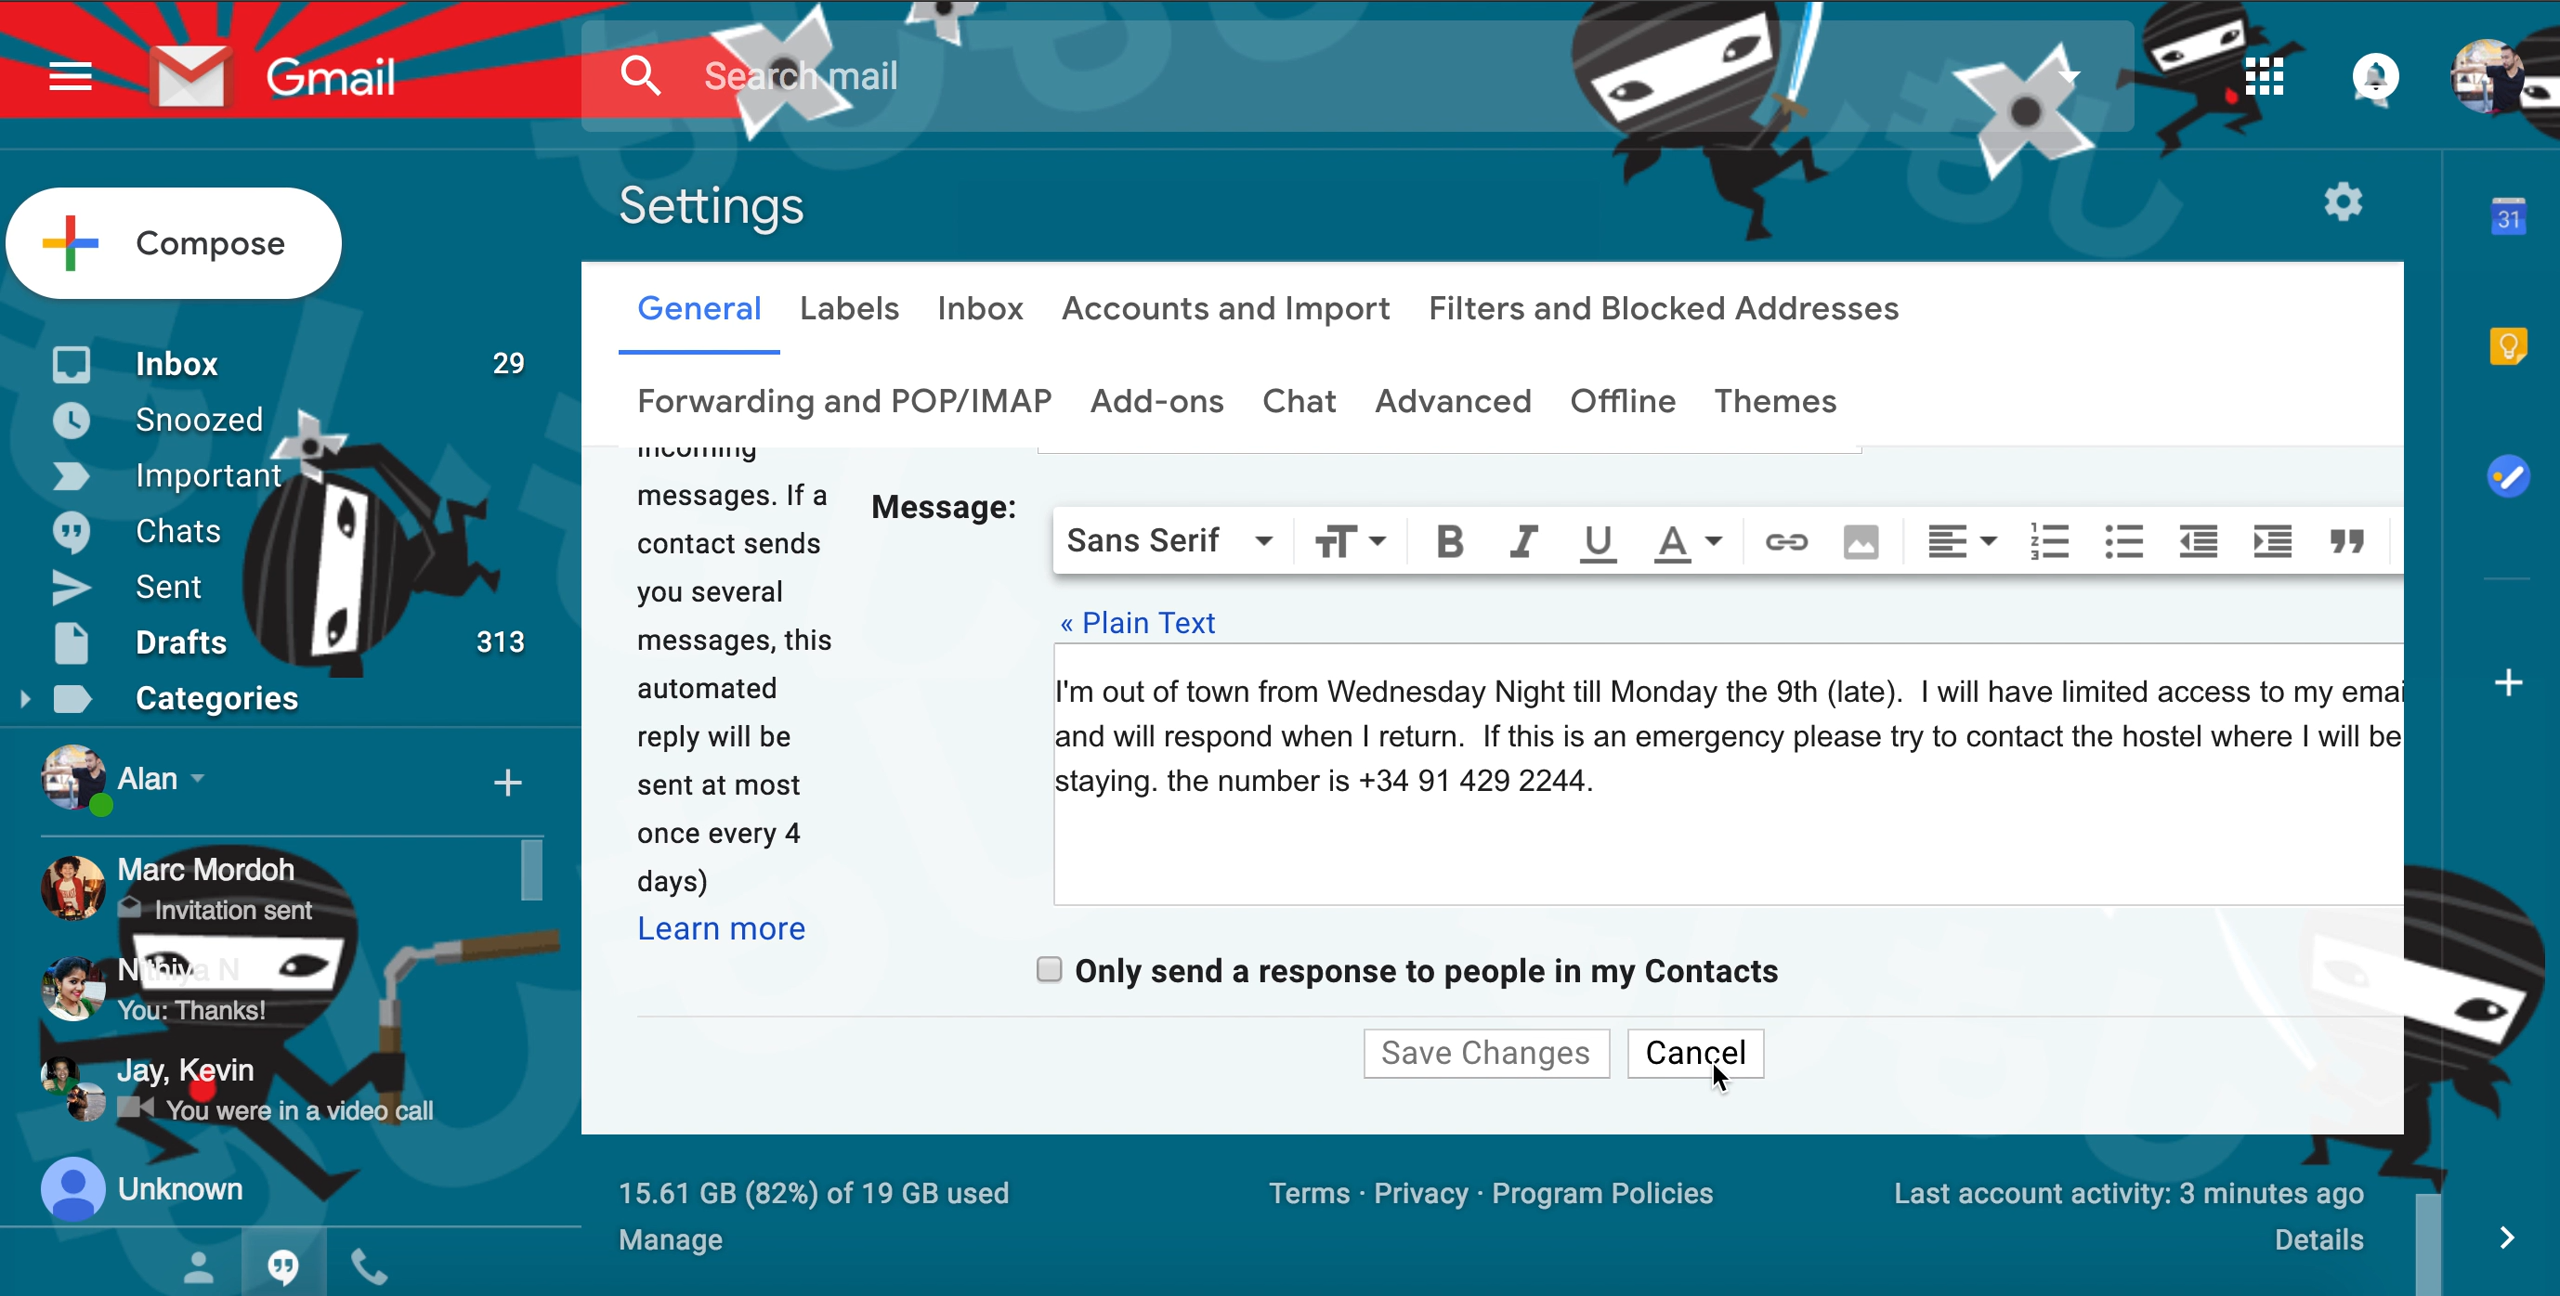 Gmail
Search mail
Compose
Settings
31
General Labels Inbox Accounts and Import Filters and Blocked Addresses
Forwarding and POP/IMAP Add-ons Chat Advanced Offline Themes
Inbox 29
Snoozed
Important
Chats
Sent
Drafts 313
Categories
Alan
Marc Mordoh
Invitation sent
Nithiya N
You: Thanks!
Jay, Kevin
You were in a video call
Unknown
incoming
messages. If a
contact sends
you several
messages, this
automated
reply will be
sent at most
once every 4
days)
Learn more
Message:
Sans Serif
« Plain Text
I'm out of town from Wednesday Night till Monday the 9th (late).  I will have limited access to my emai
and will respond when I return.  If this is an emergency please try to contact the hostel where I will be
staying. the number is +34 91 429 2244.
Only send a response to people in my Contacts
Save Changes Cancel
15.61 GB (82%) of 19 GB used
Manage
Terms · Privacy · Program Policies
Last account activity: 3 minutes ago
Details